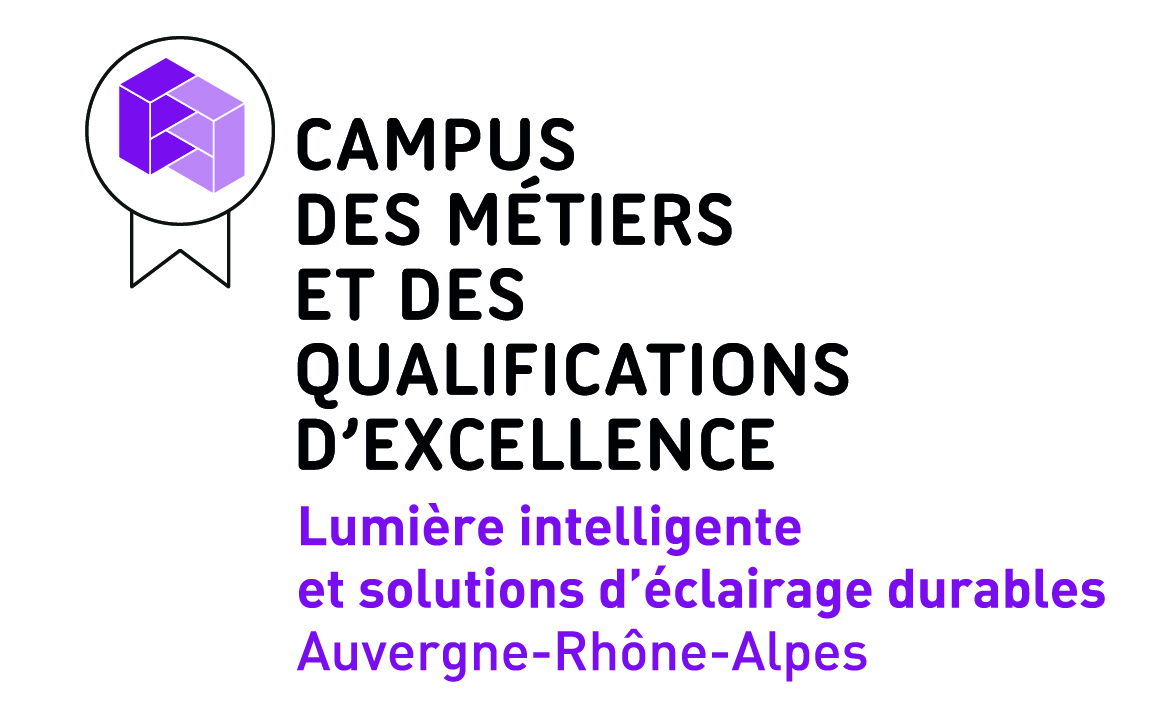 CAMPUS
DES MÉTIERS
ET DES
QUALIFICATIONS
D’EXCELLENCE
Lumière intelligente
et solutions d’éclairage durables
Auvergne-Rhône-Alpes